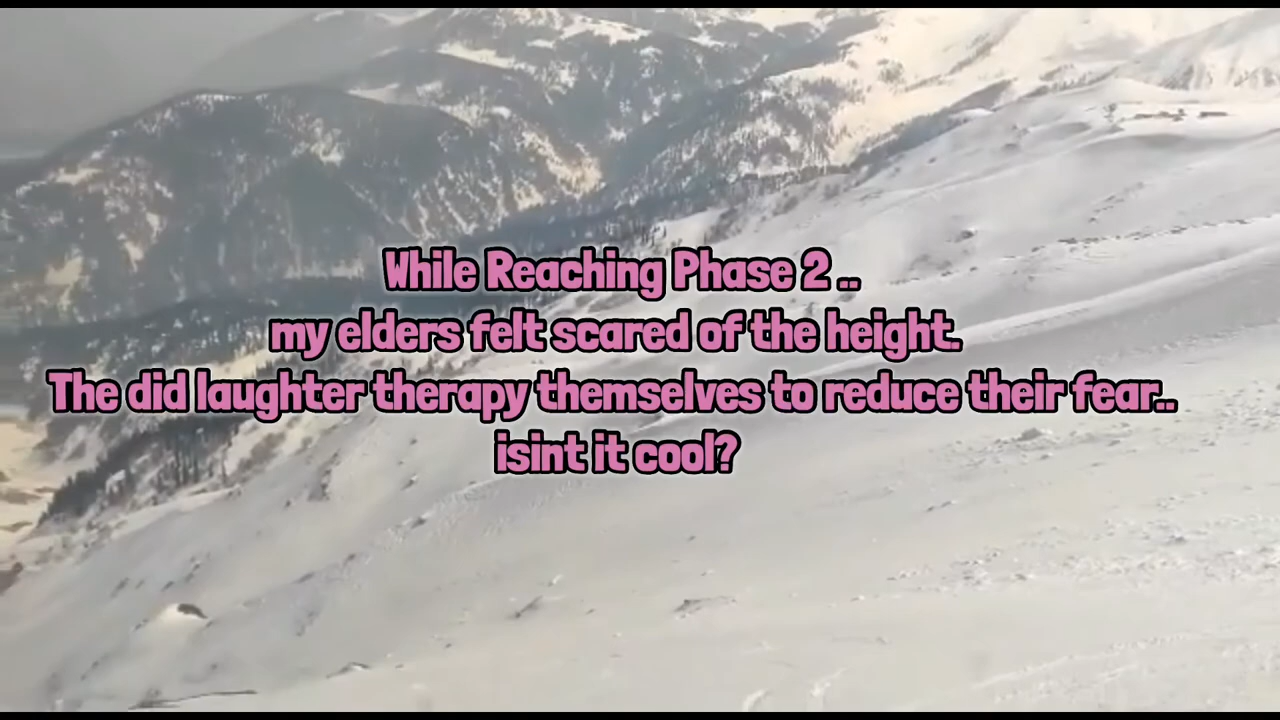 While Reaching Phase 2 ..
my elders felt scared of the height.
The did laughter therapy themselves to reduce their fear..
isint it cool?